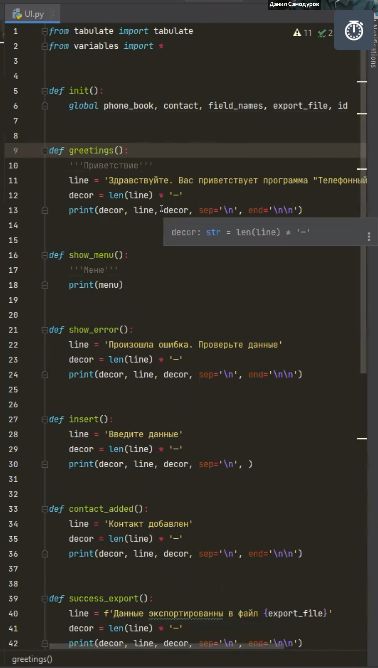 Данил Самодуров
UI.py
11 2
Notifications
1 from tabulate import tabulate
2 from variables import *
3
4
5 def init():
6 global phone_book, contact, field_names, export_file, id
7
8
9 def greetings():
10 '''Приветствие'''
11 line = 'Здравствуйте. Вас приветствует программа "Телефонный
12 decor = len(line) * '—'
13 print(decor, line, decor, sep='\n', end='\n\n')
14
decor: str = len(line) * '—'
15
16 def show_menu():
17 '''Меню'''
18 print(menu)
19
20
21 def show_error():
22 line = 'Произошла ошибка. Проверьте данные'
23 decor = len(line) * '—'
24 print(decor, line, decor, sep='\n', end='\n\n')
25
26
27 def insert():
28 line = 'Введите данные'
29 decor = len(line) * '—'
30 print(decor, line, decor, sep='\n', )
31
32
33 def contact_added():
34 line = 'Контакт добавлен'
35 decor = len(line) * '—'
36 print(decor, line, decor, sep='\n', end='\n\n')
37
38
39 def success_export():
40 line = f'Данные экспортированны в файл {export_file}'
41 decor = len(line) * '—'
42 print(decor, line, decor, sep='\n', end='\n\n')
greetings()